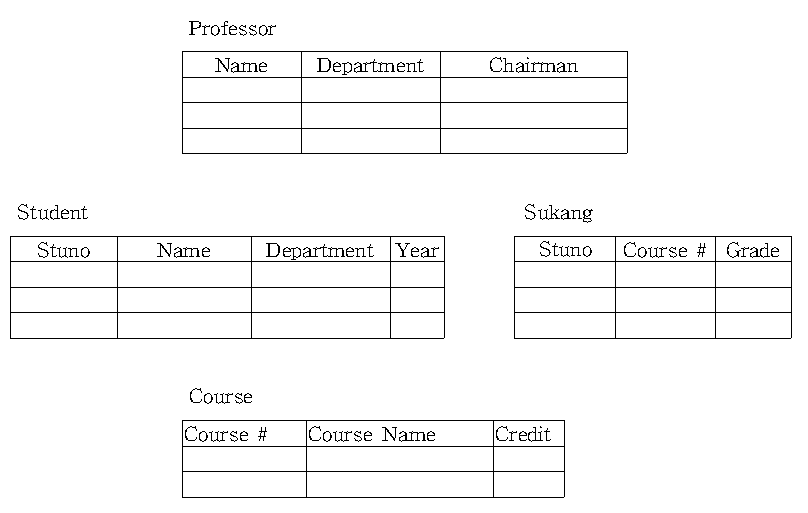 Professor
Name Department Chairman
Student
Stuno Name Department Year
Sukang
Stuno Course # Grade
Course
Course # Course Name Credit